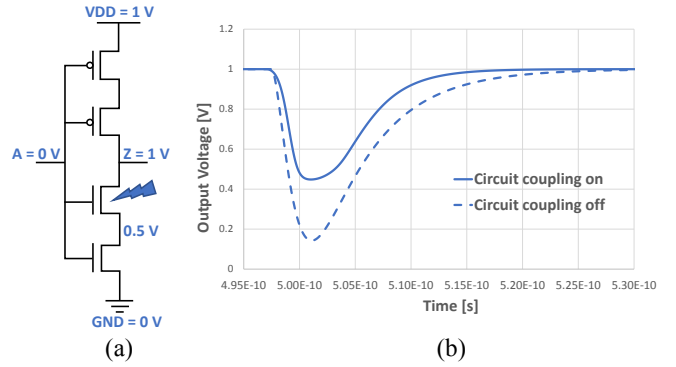 VDD = 1 V
A = 0 V
Z = 1 V
0.5 V
GND = 0 V
(a)
Output Voltage [V]
1.2
1
0.8
0.6
0.4
0.2
0
Circuit coupling on
Circuit coupling off
4.95E-10 5.00E-10 5.05E-10 5.10E-10 5.15E-10 5.20E-10 5.25E-10 5.30E-10
Time [s]
(b)